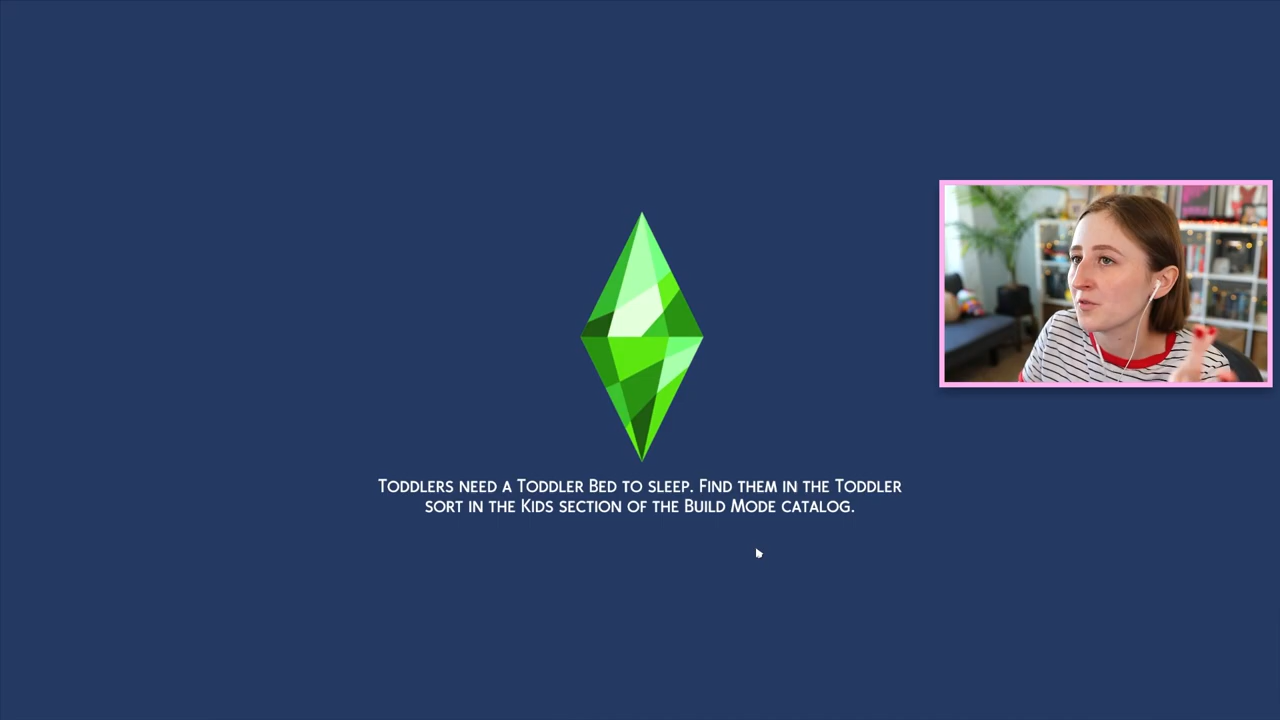 Toddlers need a Toddler Bed to sleep. Find them in the Toddler
sort in the Kids section of the Build Mode catalog.